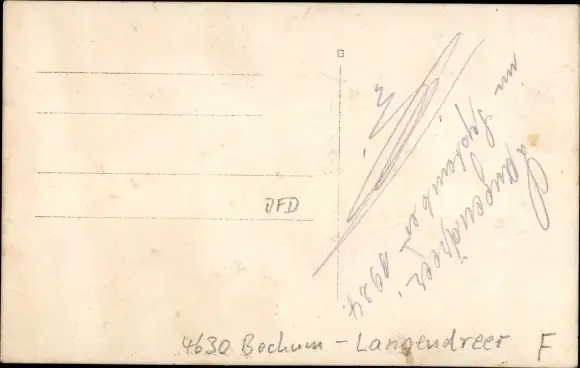 Langendreer
im September 1924.
DFD
4630 Bochum - Langendreer F